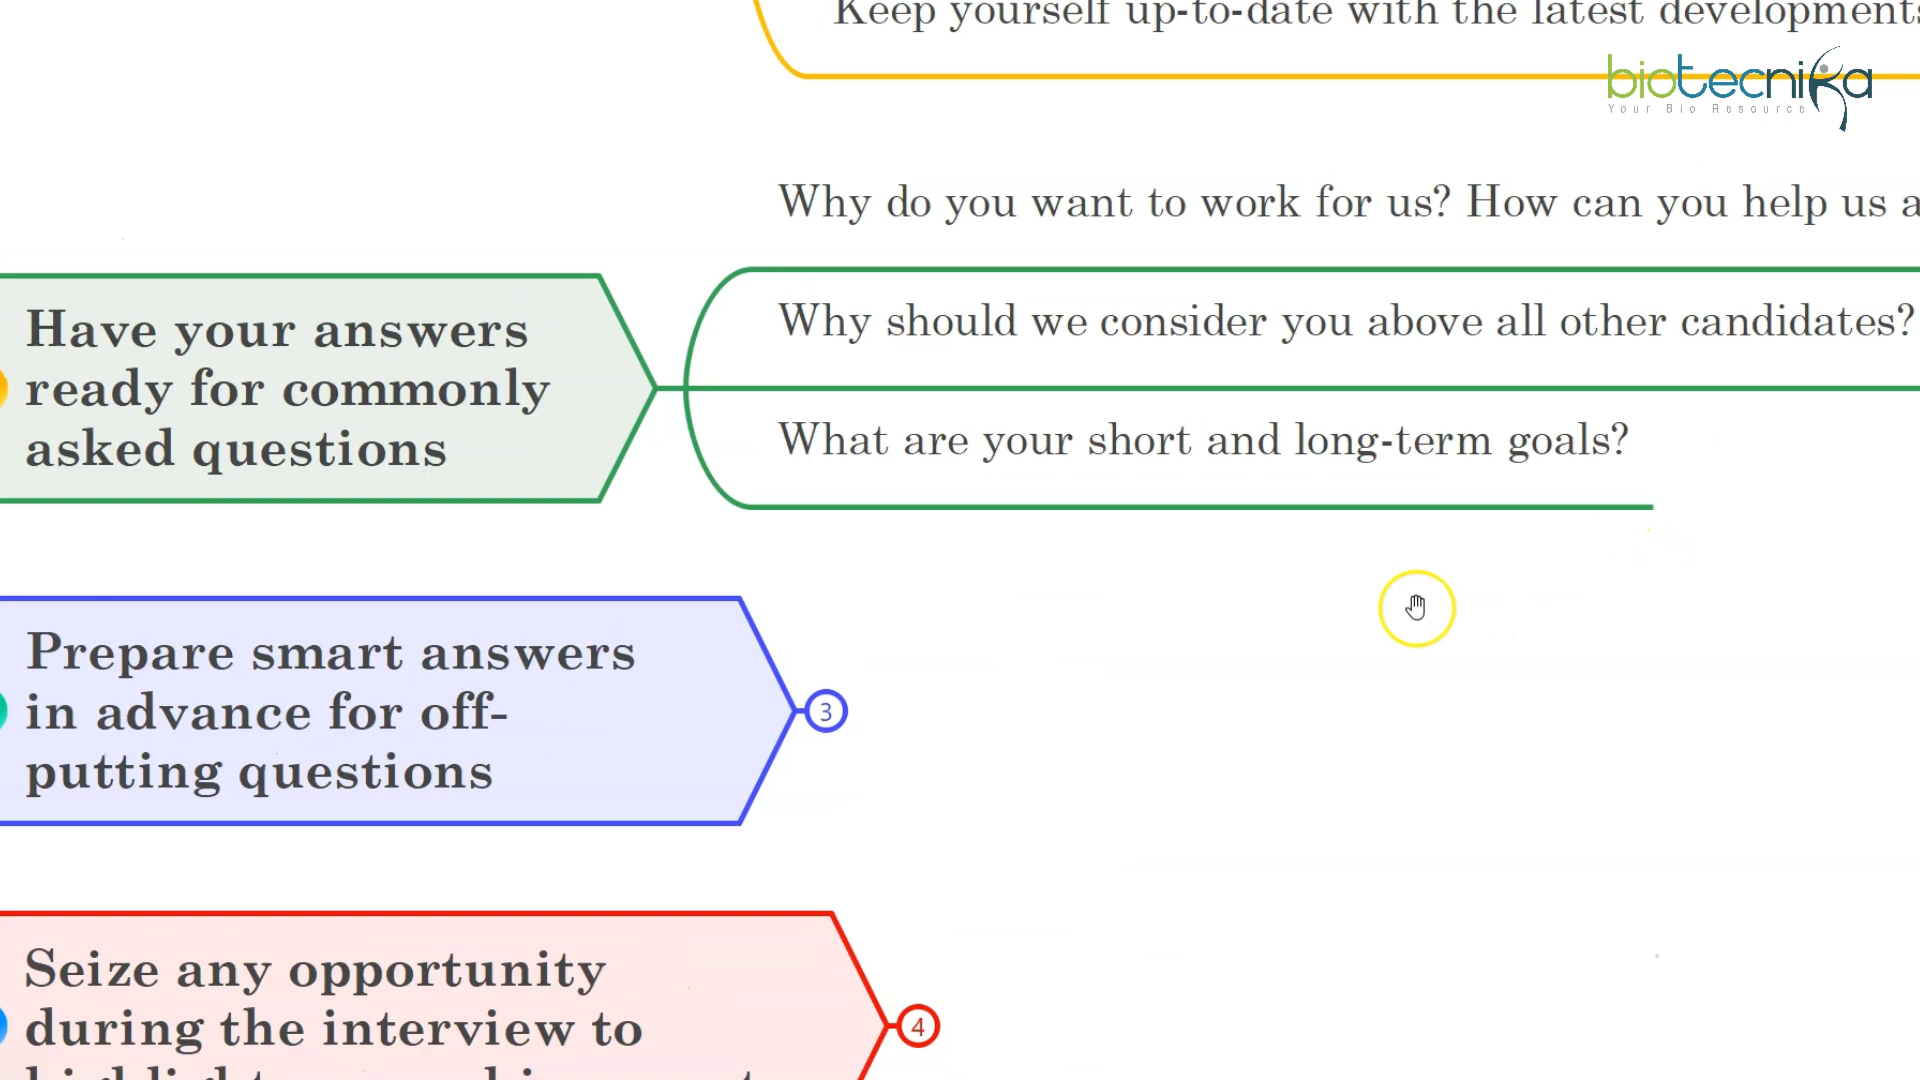 Keep yourself up-to-date with the latest developments
biotecnika
Your Bio Resource
Why do you want to work for us? How can you help us a
Have your answers
ready for commonly
asked questions
Why should we consider you above all other candidates?
What are your short and long-term goals?
Prepare smart answers
in advance for off-
putting questions
3
Seize any opportunity
during the interview to
4